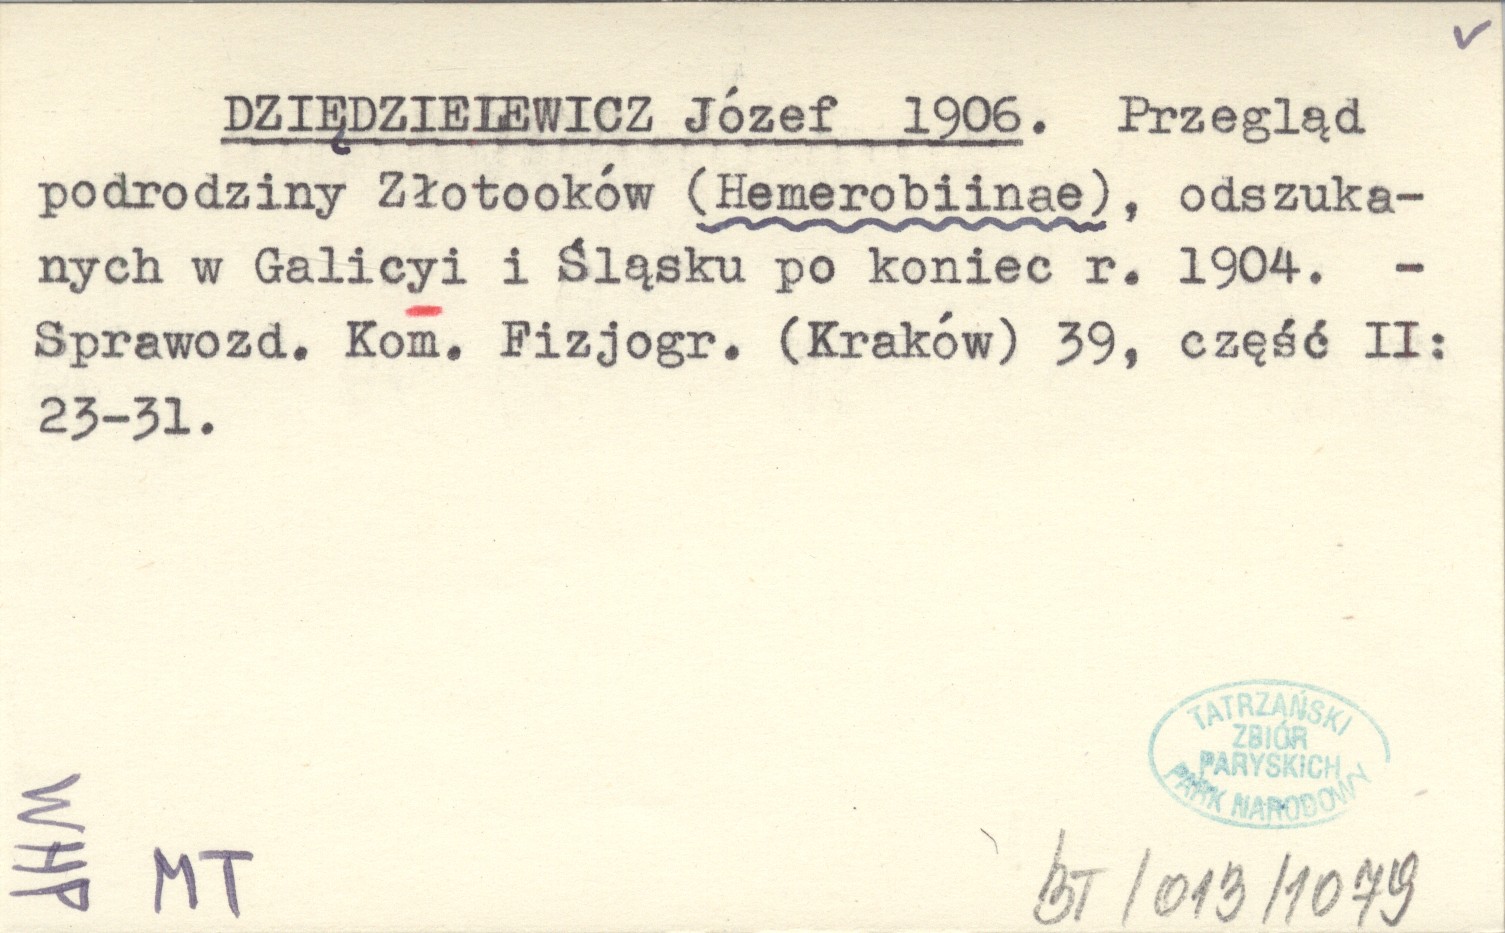 DZIĘDZIELEWICZ Józef 1906. Przegląd
podrodziny Złotooków (Hemerobiinae), odszuka-
nych w Galicyi i Śląsku po koniec r. 1904. -
Sprawozd. Kom. Fizjogr. (Kraków) 39, część II:
23-31.
TATRZAŃSKI
ZBIÓR
PARYSKICH
PARK NARODOWY
WHP
MT
BT/013/1079